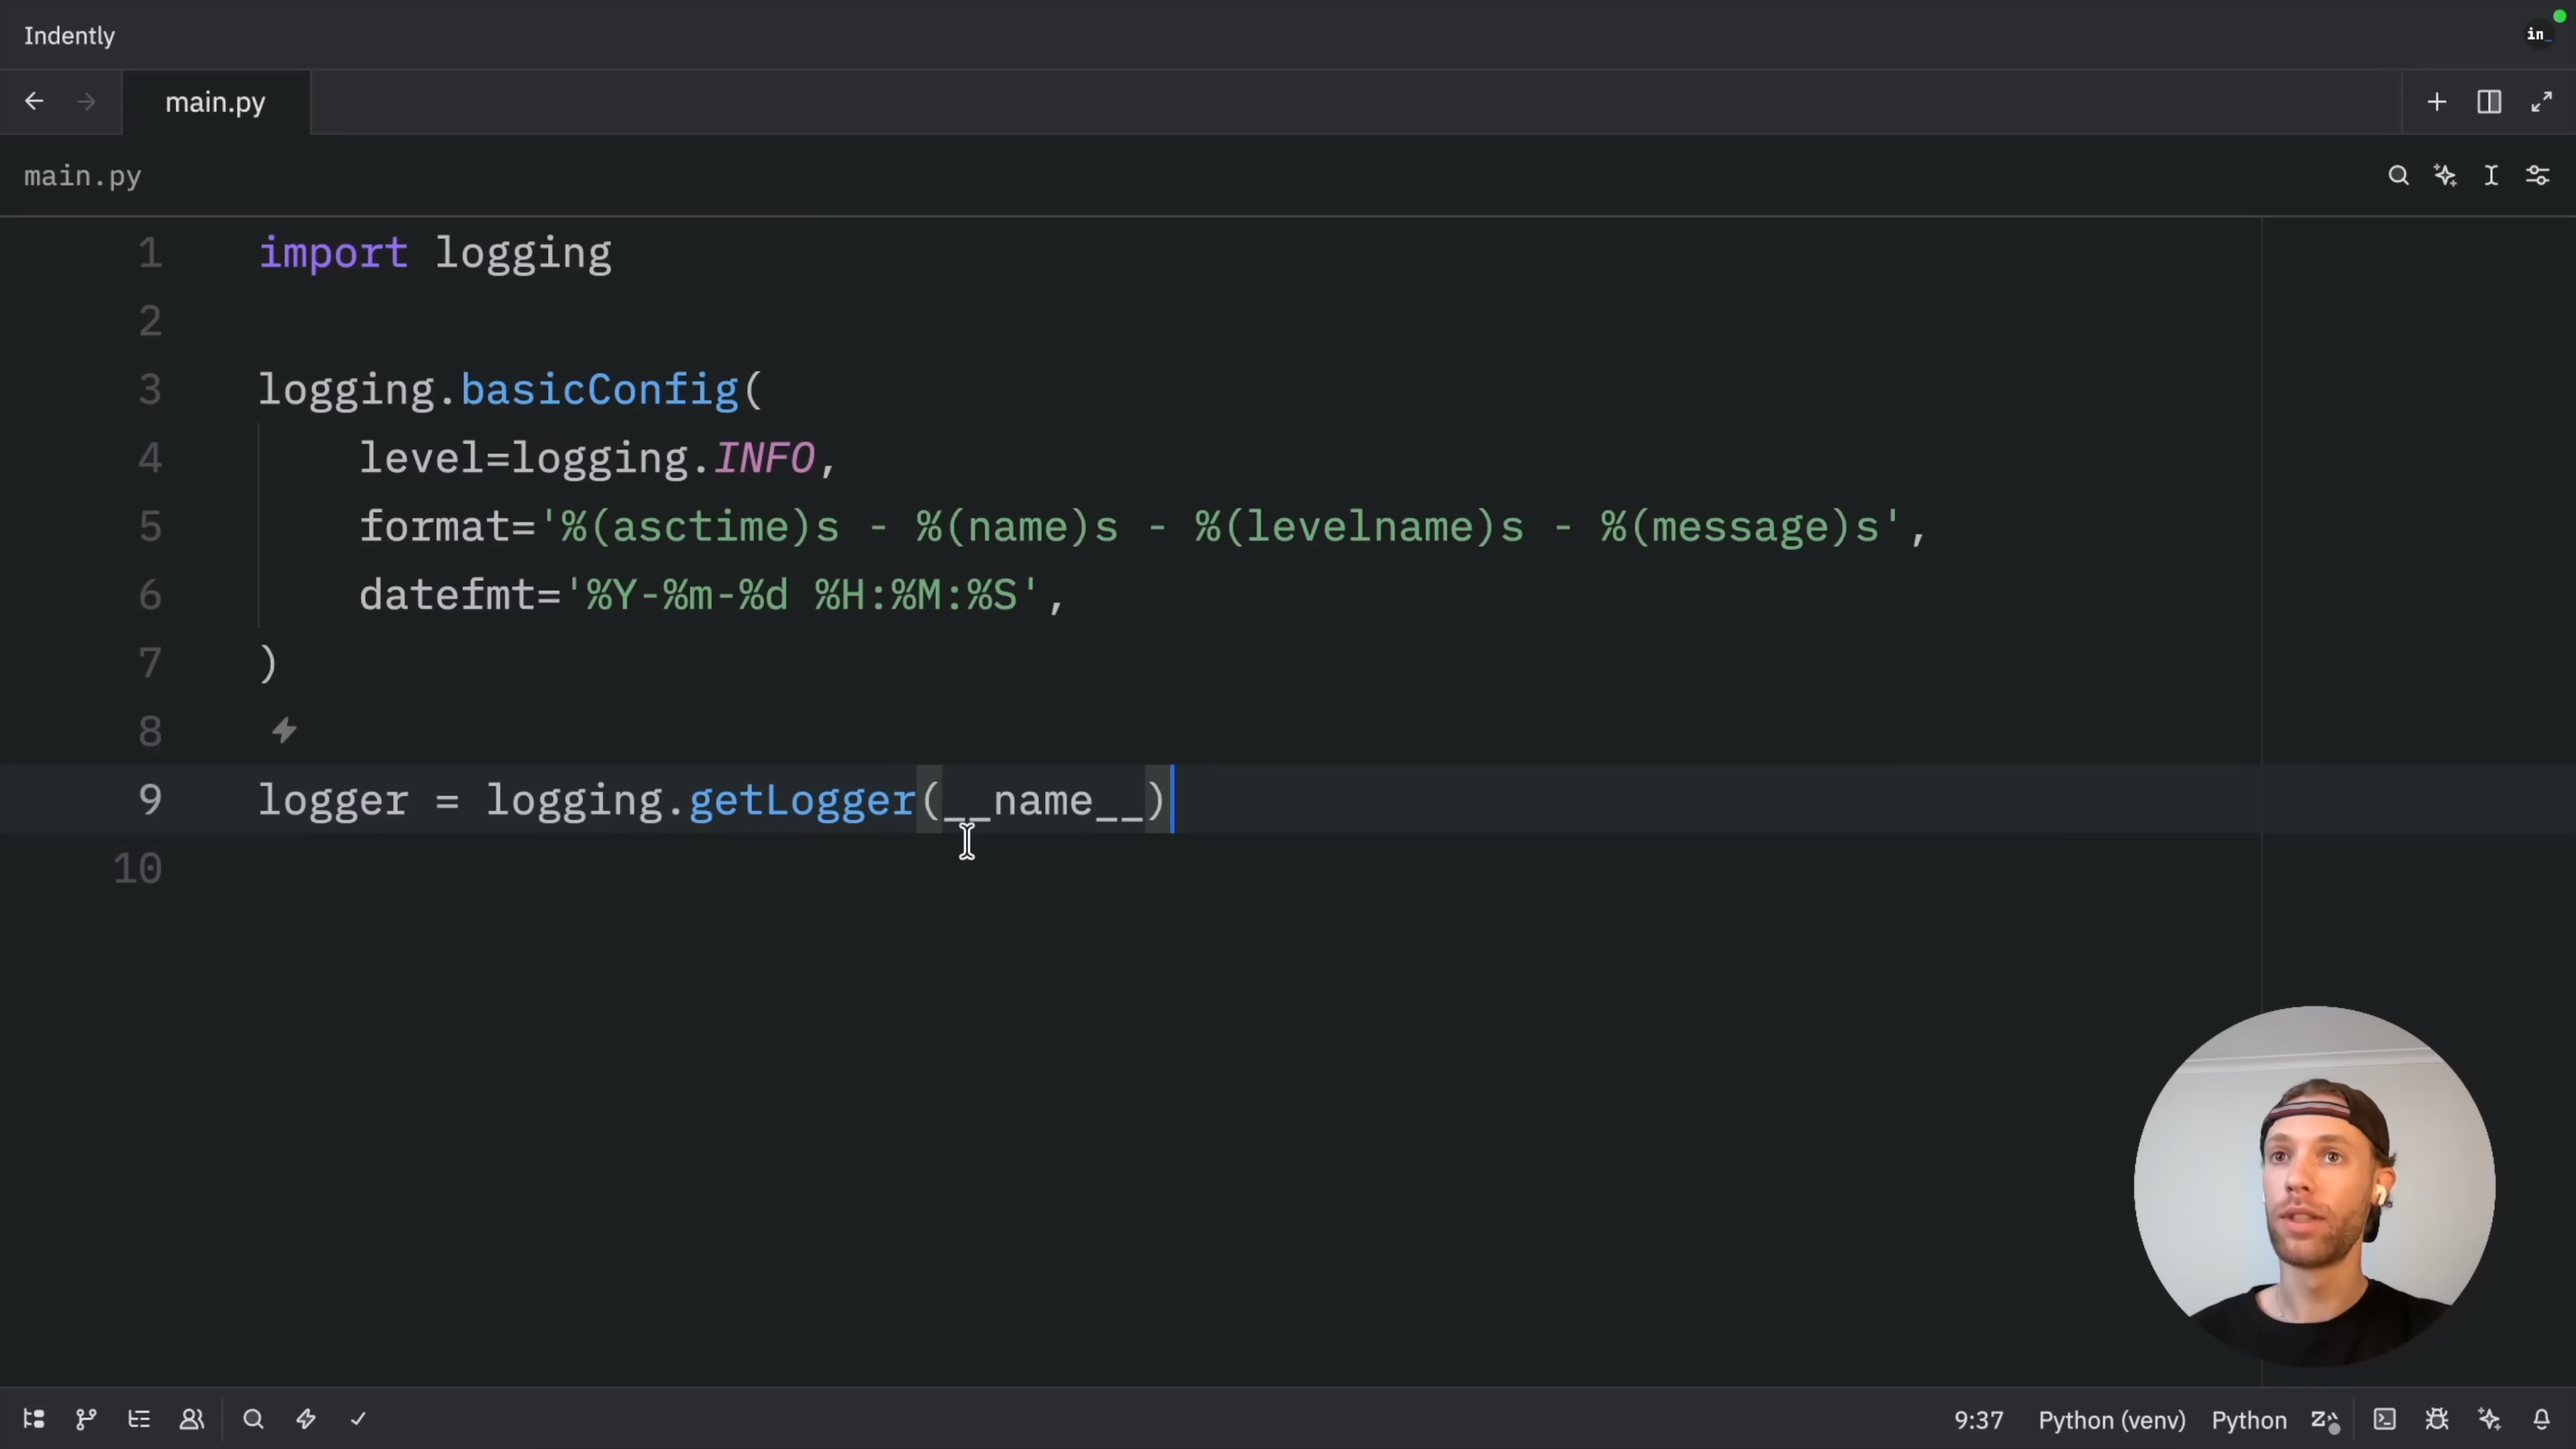 Indently
in_
main.py
main.py
1 import logging
2
3 logging.basicConfig(
4     level=logging.INFO,
5     format='%(asctime)s - %(name)s - %(levelname)s - %(message)s',
6     datefmt='%Y-%m-%d %H:%M:%S',
7 )
8
9 logger = logging.getLogger(__name__)
10
9:37 Python (venv) Python